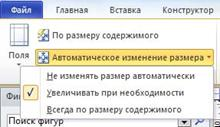 Файл
Главная
Вставка
Конструктор
По размеру содержимого
Поля
Автоматическое изменение размера
Не изменять размер автоматически
Увеличивать при необходимости
Всегда по размеру содержимого
Поиск фигур